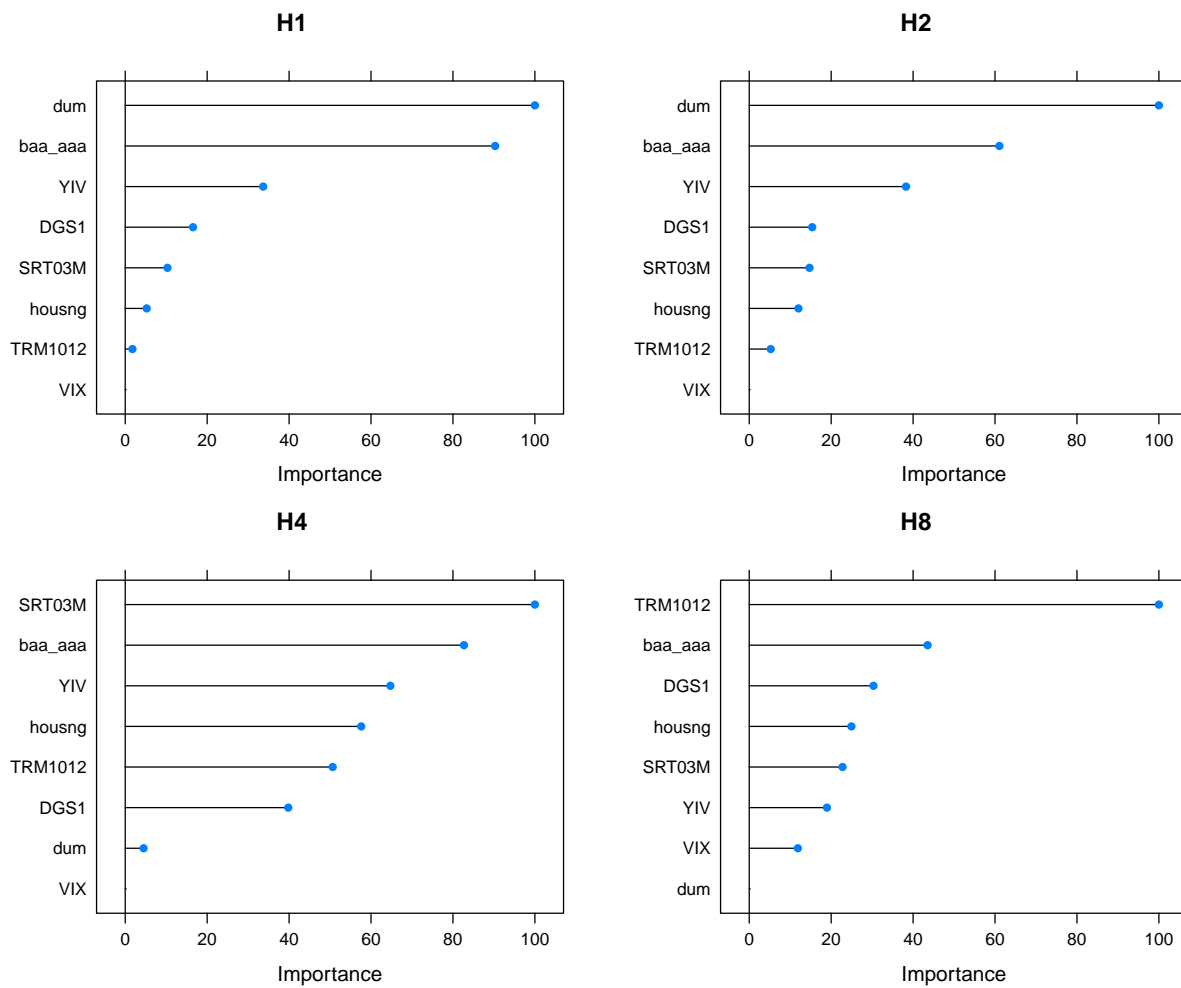 H1
dum
baa_aaa
YIV
DGS1
SRT03M
housng
TRM1012
VIX
0 20 40 60 80 100
Importance
H2
dum
baa_aaa
YIV
DGS1
SRT03M
housng
TRM1012
VIX
0 20 40 60 80 100
Importance
H4
SRT03M
baa_aaa
YIV
housng
TRM1012
DGS1
dum
VIX
0 20 40 60 80 100
Importance
H8
TRM1012
baa_aaa
DGS1
housng
SRT03M
YIV
VIX
dum
0 20 40 60 80 100
Importance